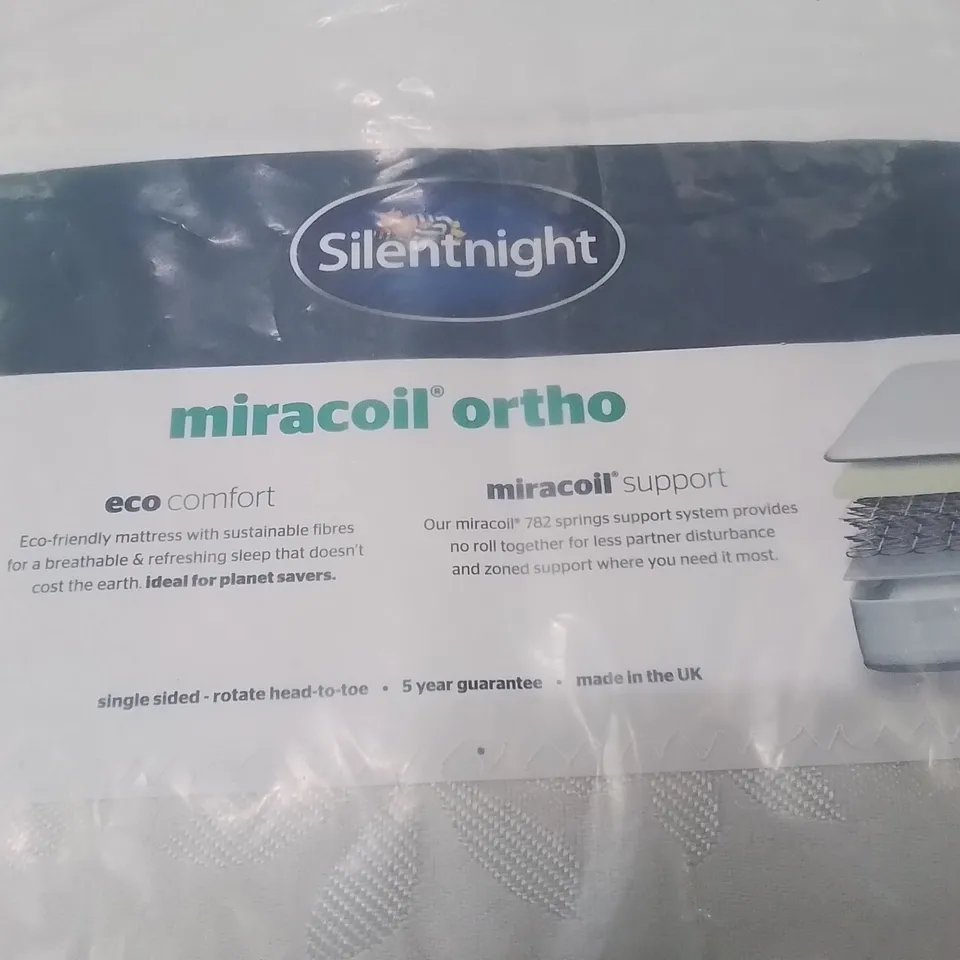 Silentnight
miracoil® ortho
eco comfort
Eco-friendly mattress with sustainable fibres
for a breathable & refreshing sleep that doesn't
cost the earth. ideal for planet savers.
miracoil® support
Our miracoil® 782 springs support system provides
no roll together for less partner disturbance
and zoned support where you need it most.
single sided - rotate head-to-toe • 5 year guarantee • made in the UK